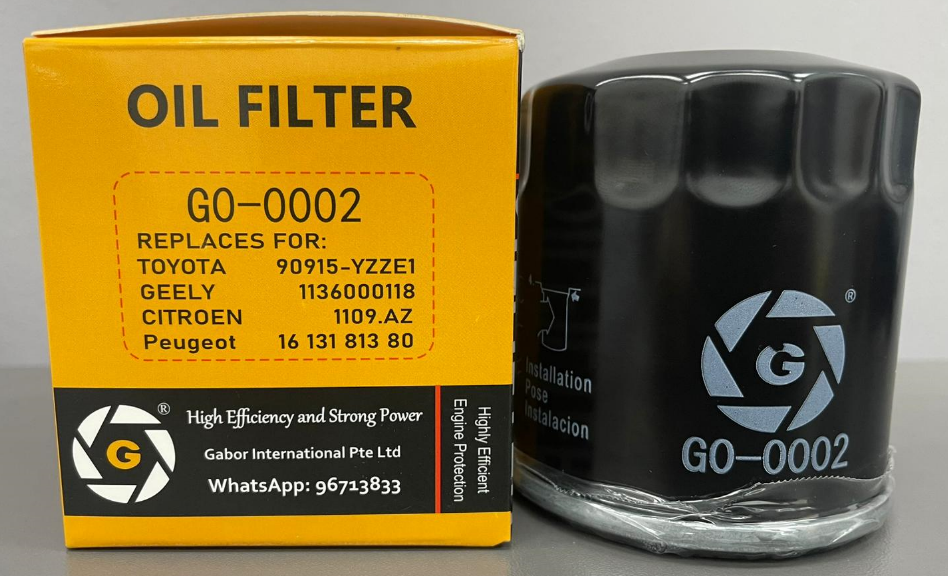 OIL FILTER
GO-0002
REPLACES FOR:
TOYOTA 90915-YZZE1
GEELY 1136000118
CITROEN 1109.AZ
Peugeot 16 131 813 80
G ®
High Efficiency and Strong Power
Gabor International Pte Ltd
WhatsApp: 96713833
Highly Efficient
Engine Protection
Installation
Pose
Instalacion
G ®
GO-0002